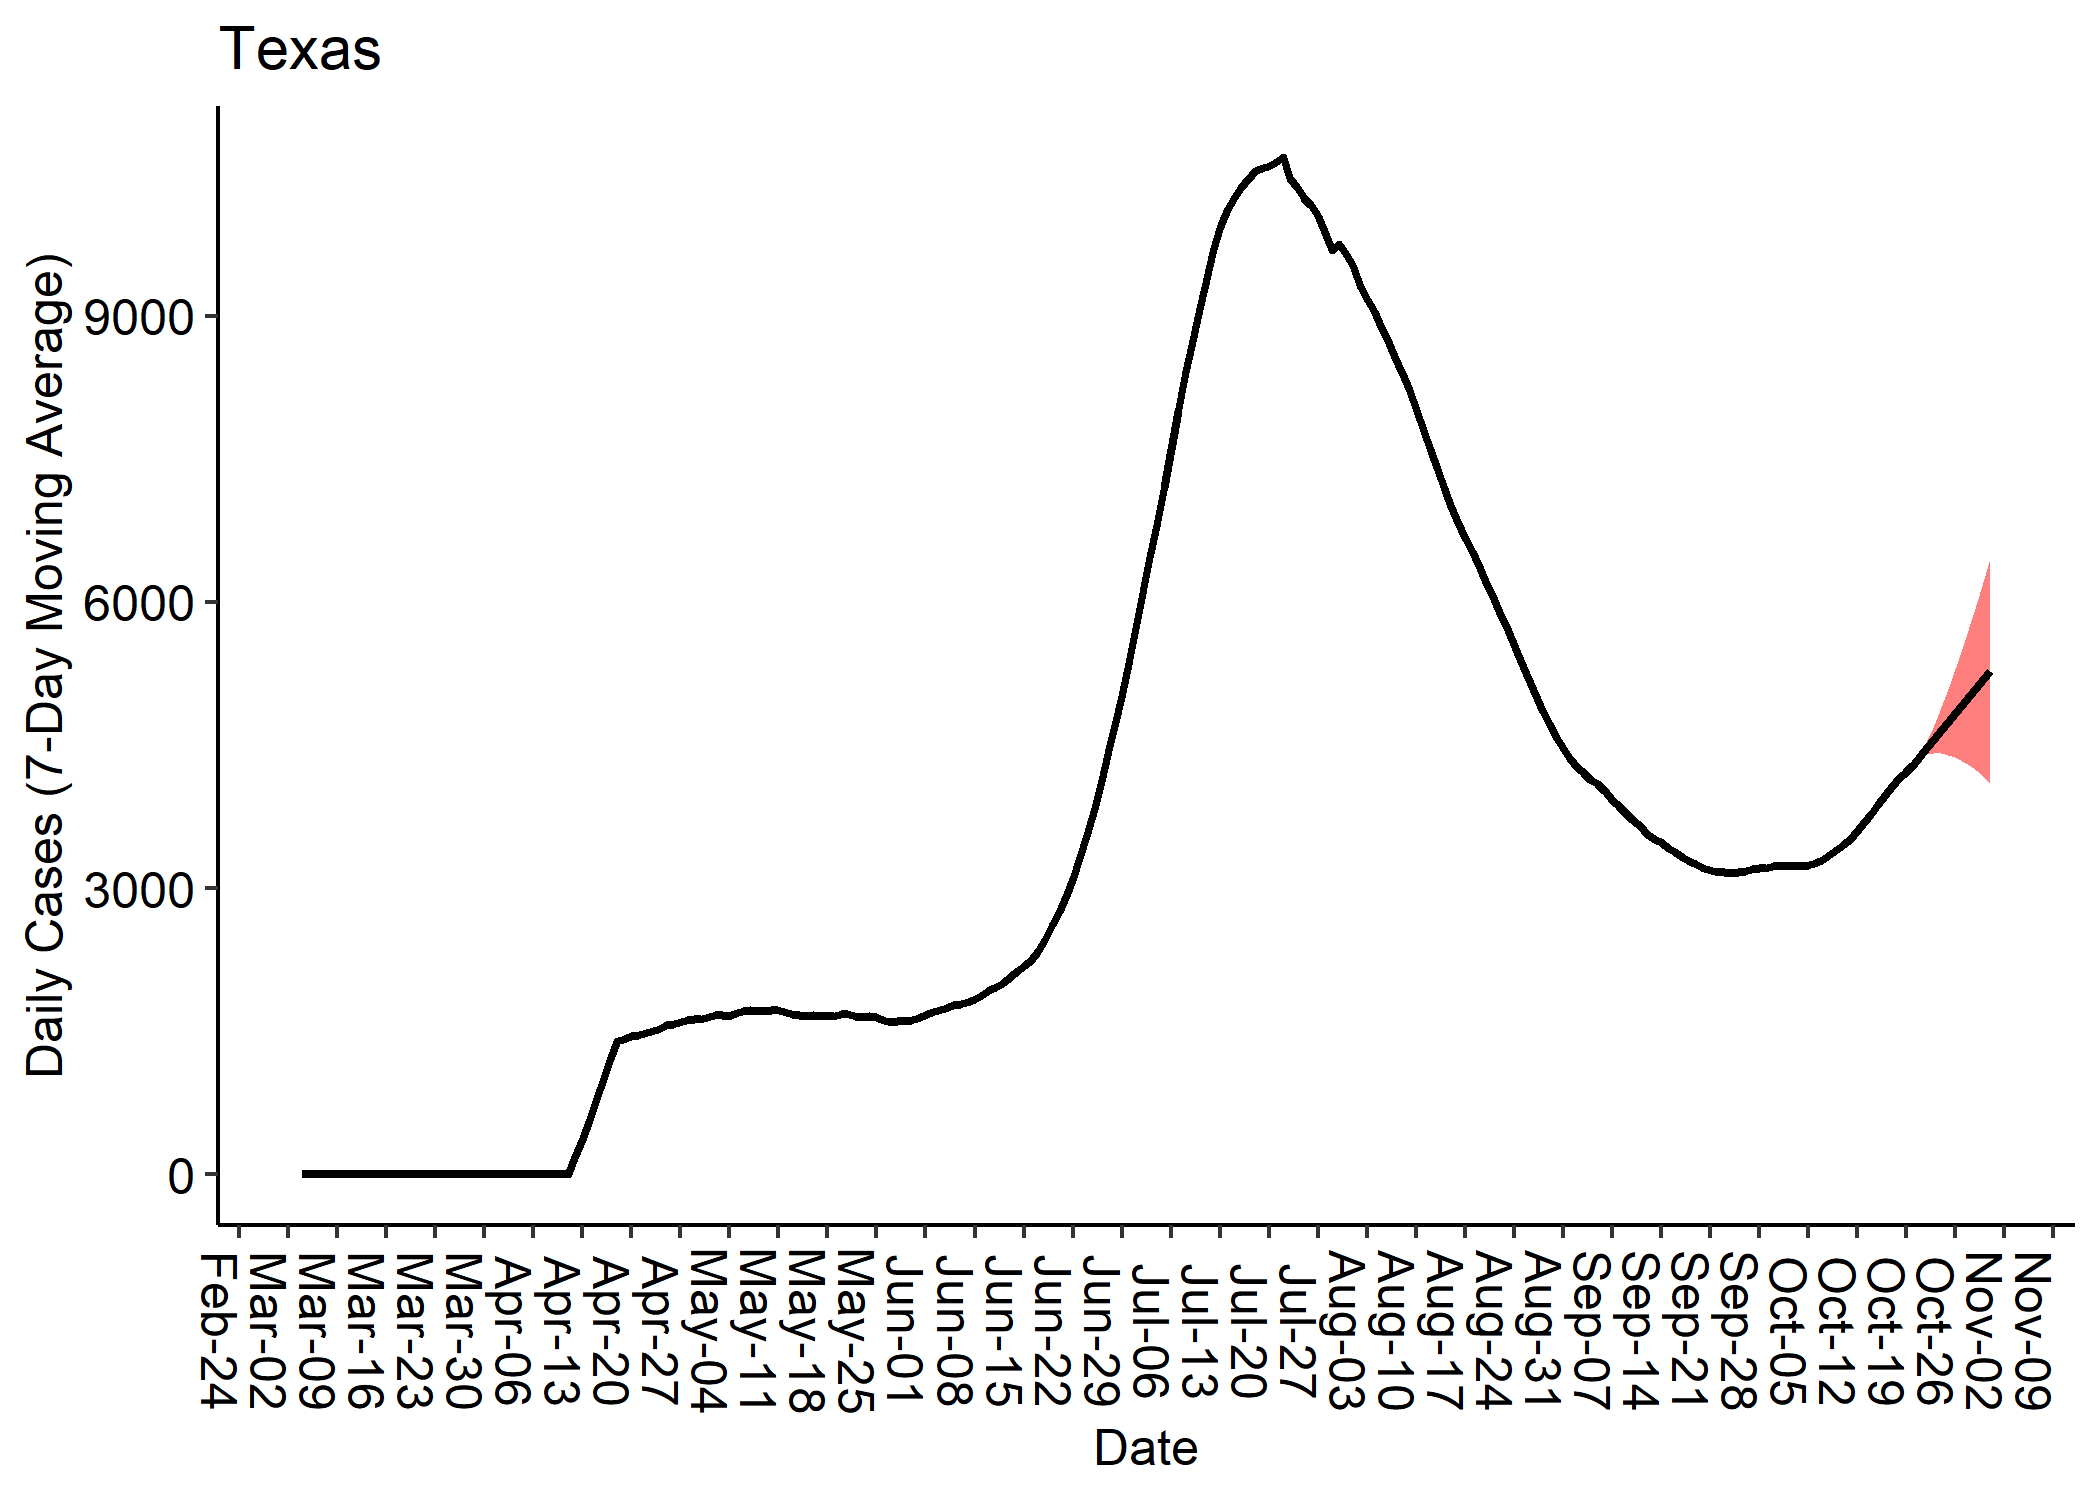 Texas
Daily Cases (7-Day Moving Average)
9000
6000
3000
0
Feb-24
Mar-02
Mar-09
Mar-16
Mar-23
Mar-30
Apr-06
Apr-13
Apr-20
Apr-27
May-04
May-11
May-18
May-25
Jun-01
Jun-08
Jun-15
Jun-22
Jun-29
Jul-06
Jul-13
Jul-20
Jul-27
Aug-03
Aug-10
Aug-17
Aug-24
Aug-31
Sep-07
Sep-14
Sep-21
Sep-28
Oct-05
Oct-12
Oct-19
Oct-26
Nov-02
Nov-09
Date